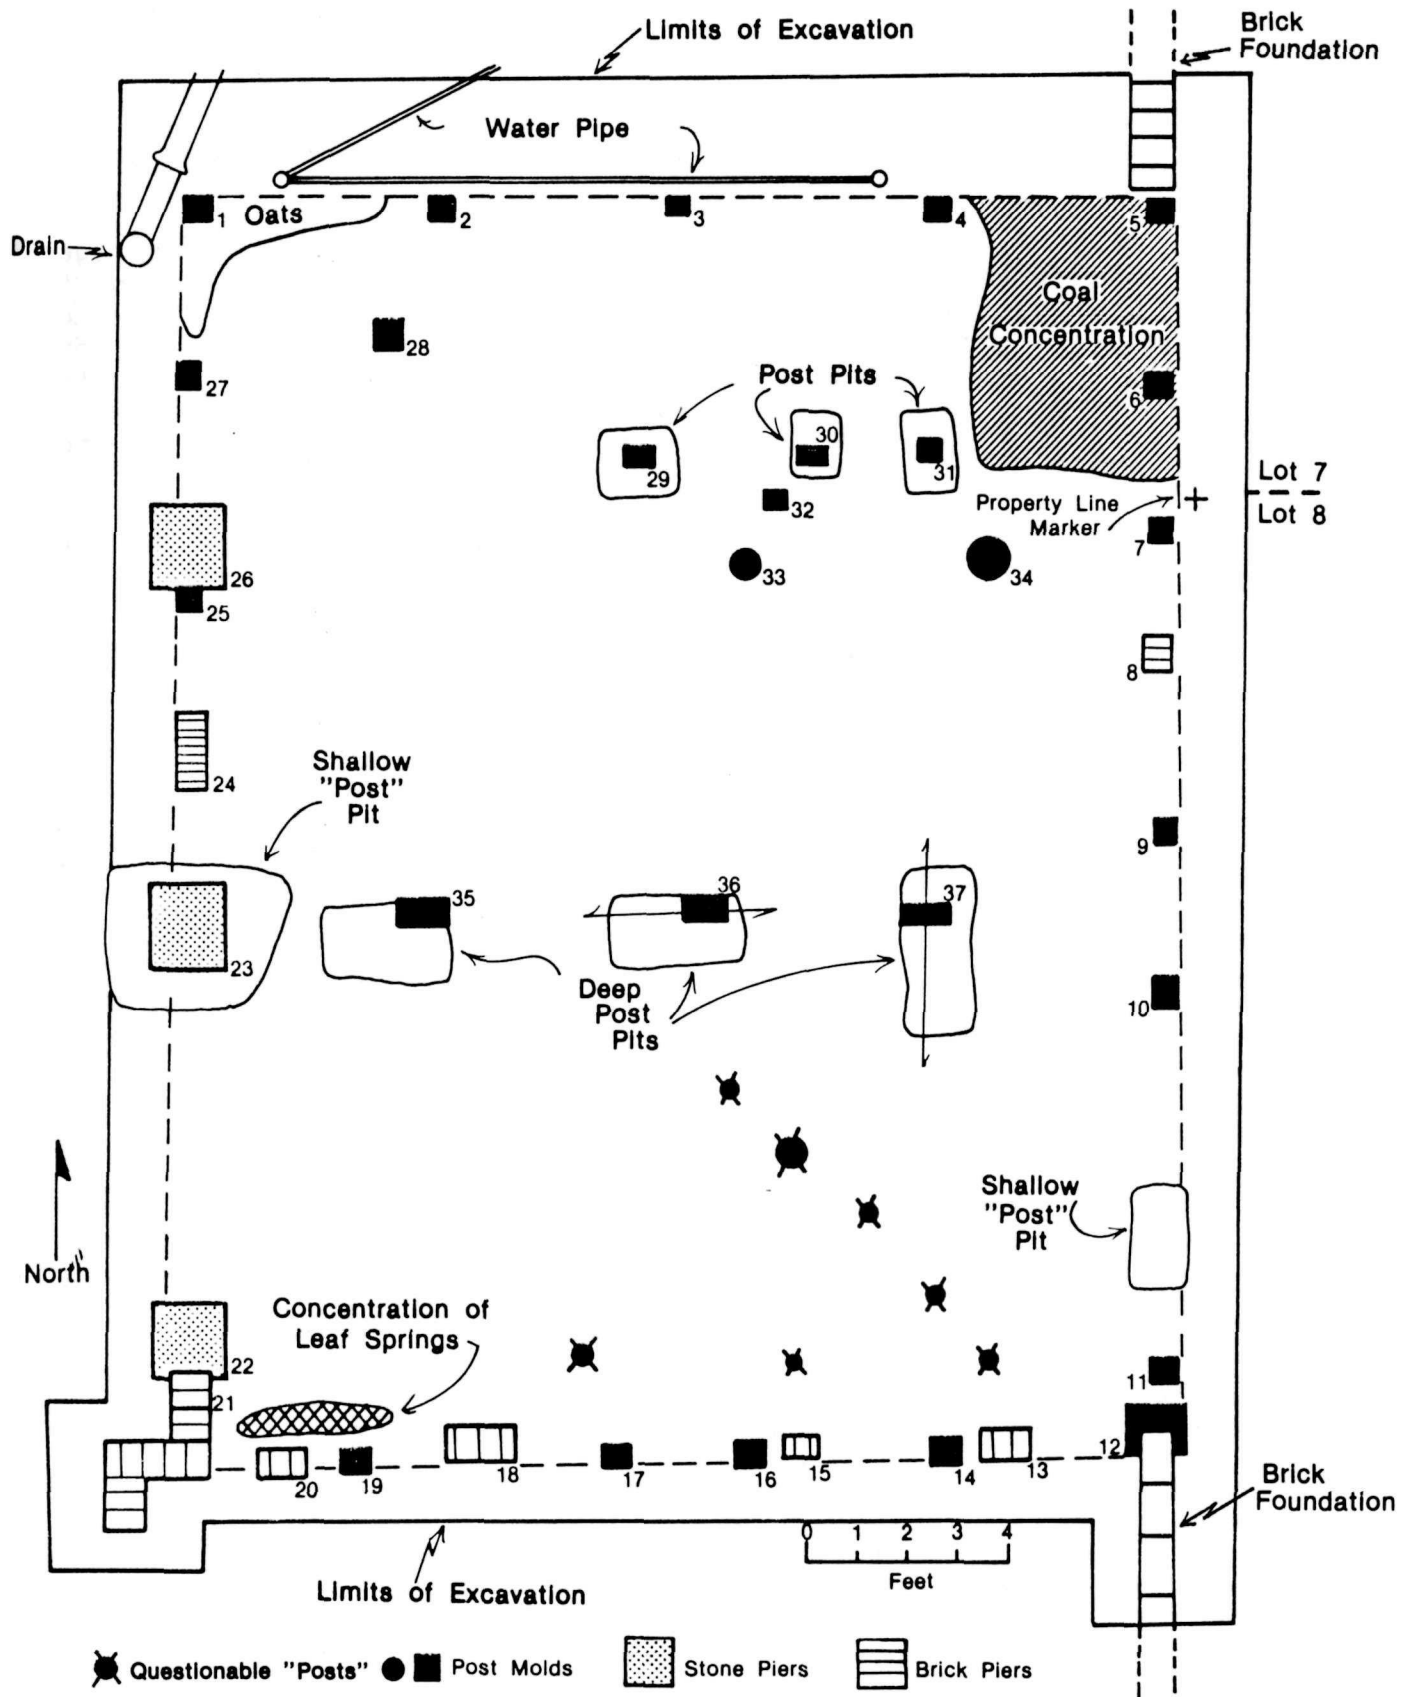 Limits of Excavation
Brick
Foundation
Water Pipe
Drain
1
Oats
2
3
4
5
Coal
Concentration
28
27
Post Pits
6
30
29
31
Lot 7
Lot 8
32
Property Line
Marker
7
33
34
26
25
8
24
Shallow
"Post"
Pit
9
35
36
37
23
Deep
Post
Pits
10
Shallow
"Post"
Pit
North
Concentration of
Leaf Springs
22
21
11
12
20
19
18
17
16
15
14
13
Brick
Foundation
0 1 2 3 4
Feet
Limits of Excavation
Questionable "Posts"
Post Molds
Stone Piers
Brick Piers